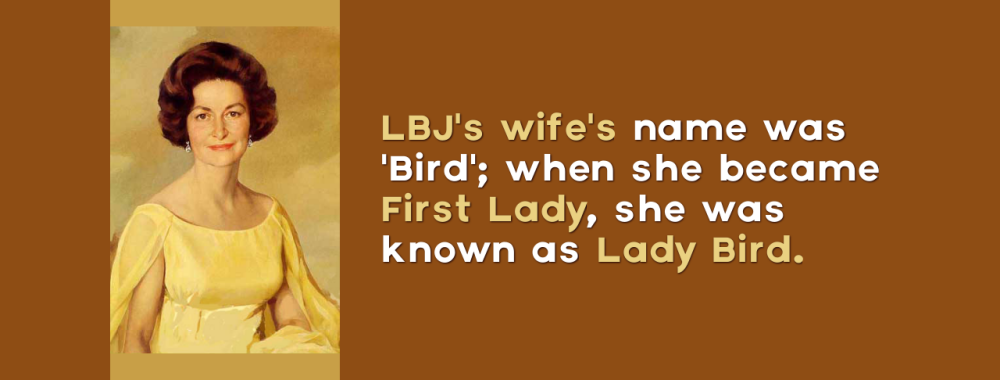 LBJ's wife's name was
'Bird'; when she became
First Lady, she was
known as Lady Bird.